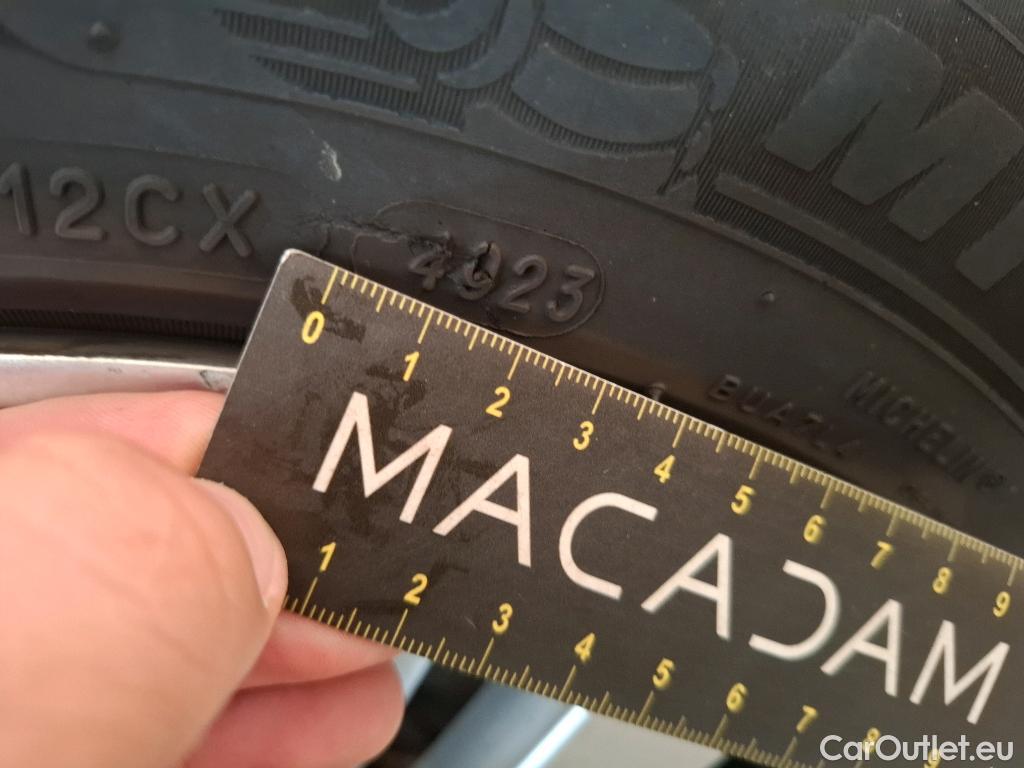 M
12CX
4923
MICHELIN®
0 1 2 3 4 5 6 7 8 9
MACADAM
1 2 3 4 5 6 7 8 9
CarOutlet.eu